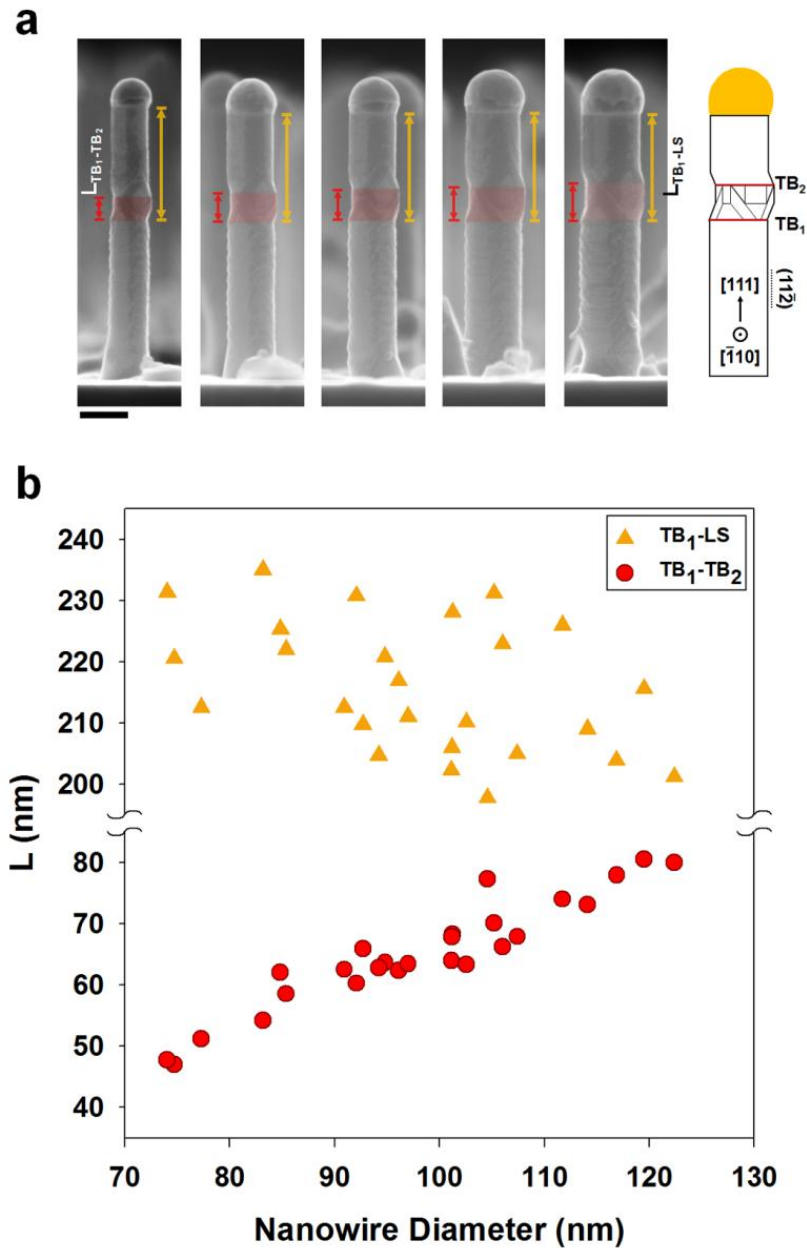 a
L_TB1-TB2
L_TB1-LS
TB2
TB1
[111]
(112̄)
[1̄10]
b
TB1-LS
TB1-TB2
240
230
220
210
200
80
70
60
50
40
L (nm)
70 80 90 100 110 120 130
Nanowire Diameter (nm)